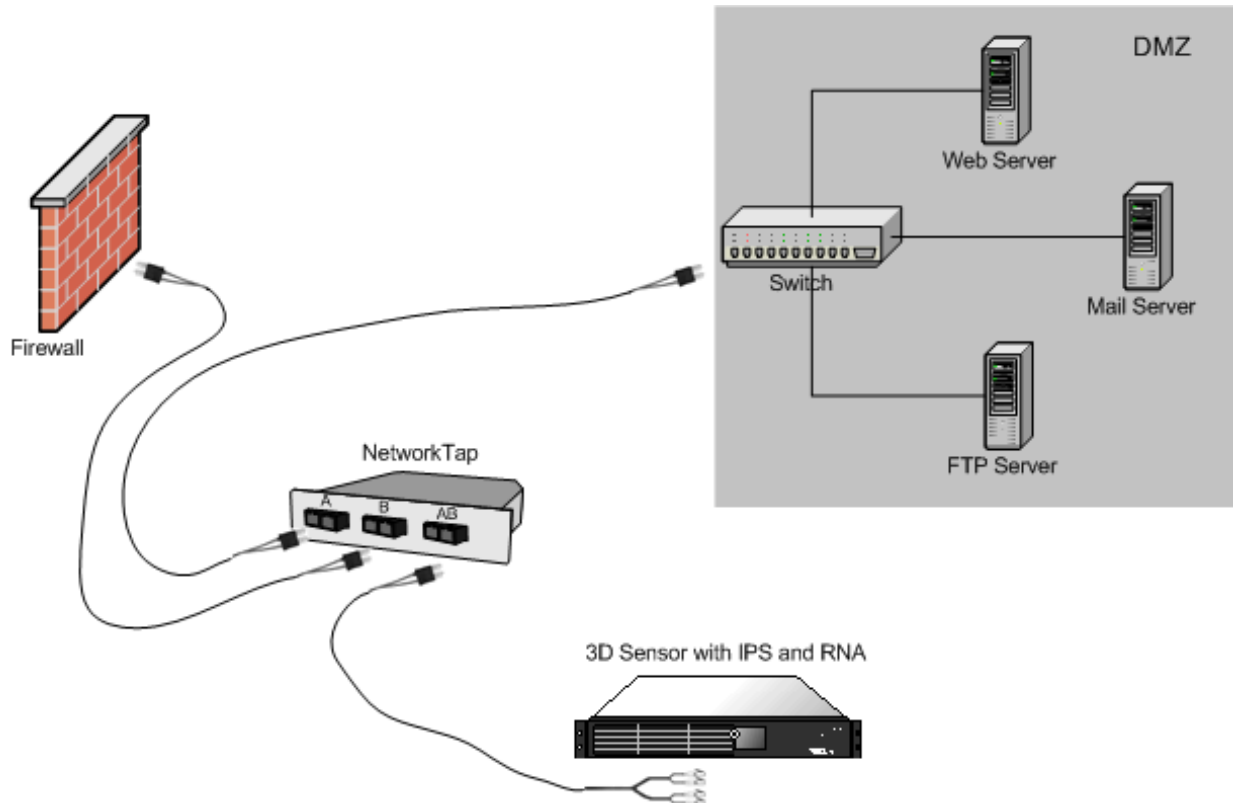 DMZ
Web Server
Mail Server
Switch
Firewall
FTP Server
NetworkTap
A
B
AB
3D Sensor with IPS and RNA